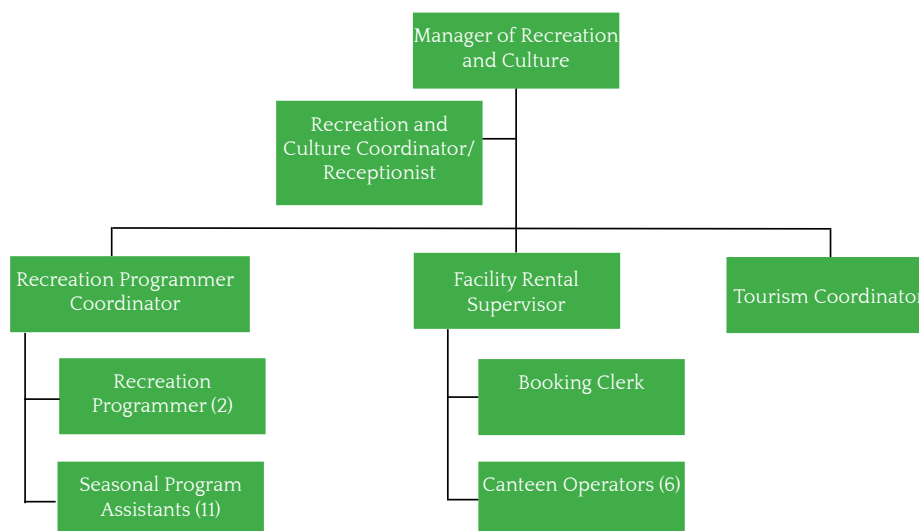 Manager of Recreation
and Culture
Recreation and
Culture Coordinator/
Receptionist
Recreation Programmer
Coordinator
Facility Rental
Supervisor
Tourism Coordinator
Recreation
Programmer (2)
Booking Clerk
Seasonal Program
Assistants (11)
Canteen Operators (6)